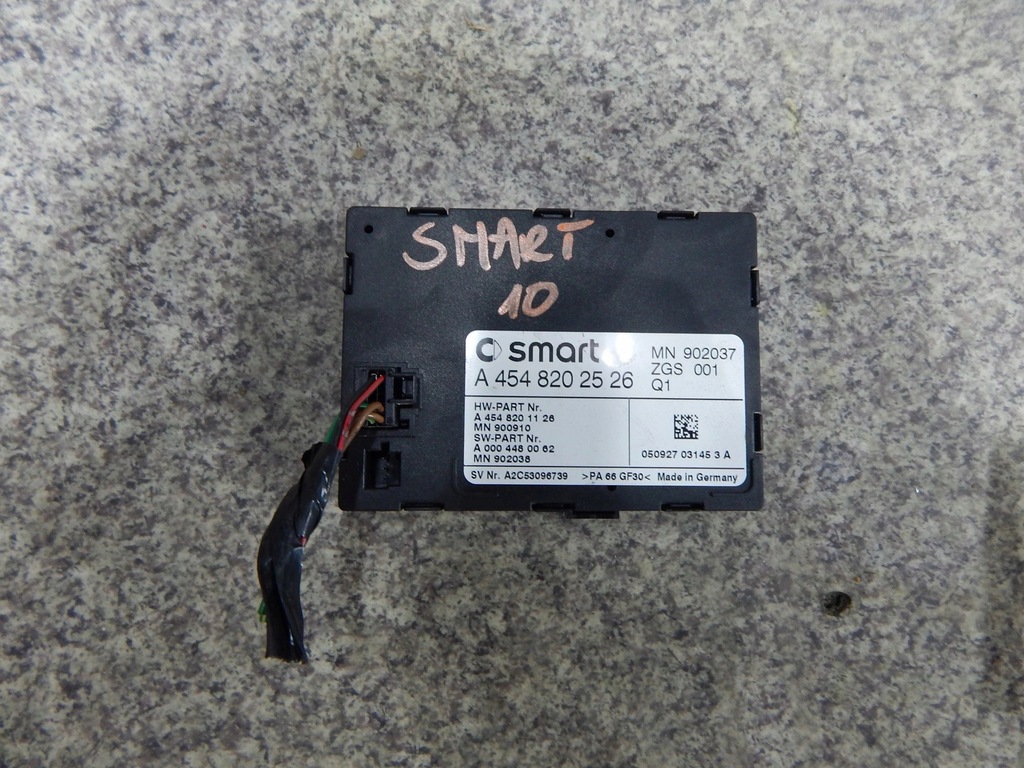 SMART
10
smart
A 454 820 25 26
MN 902037
ZGS 001
Q1
HW-PART Nr.
A 454 820 11 26
MN 900910
SW-PART Nr.
A 000 448 00 62
MN 902038
050927 03145 3 A
SV Nr. A2C53096739 >PA 66 GF30< Made in Germany